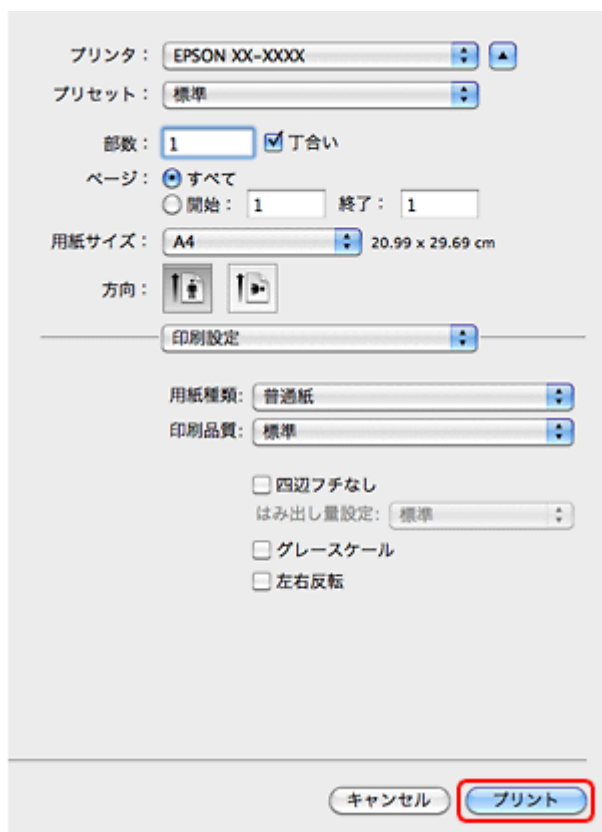 プリンタ： EPSON XX-XXXX
プリセット： 標準
部数： 1 丁合い
ページ： すべて
開始： 1 終了： 1
用紙サイズ： A4 20.99 x 29.69 cm
方向：
印刷設定
用紙種類: 普通紙
印刷品質: 標準
四辺フチなし
はみ出し量設定: 標準
グレースケール
左右反転
キャンセル プリント